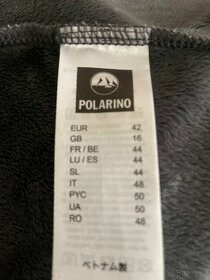 POLARINO
EUR 42
GB 16
FR / BE 44
LU / ES 44
SL 44
IT 48
PYC 50
UA 50
RO 48
ベトナム製